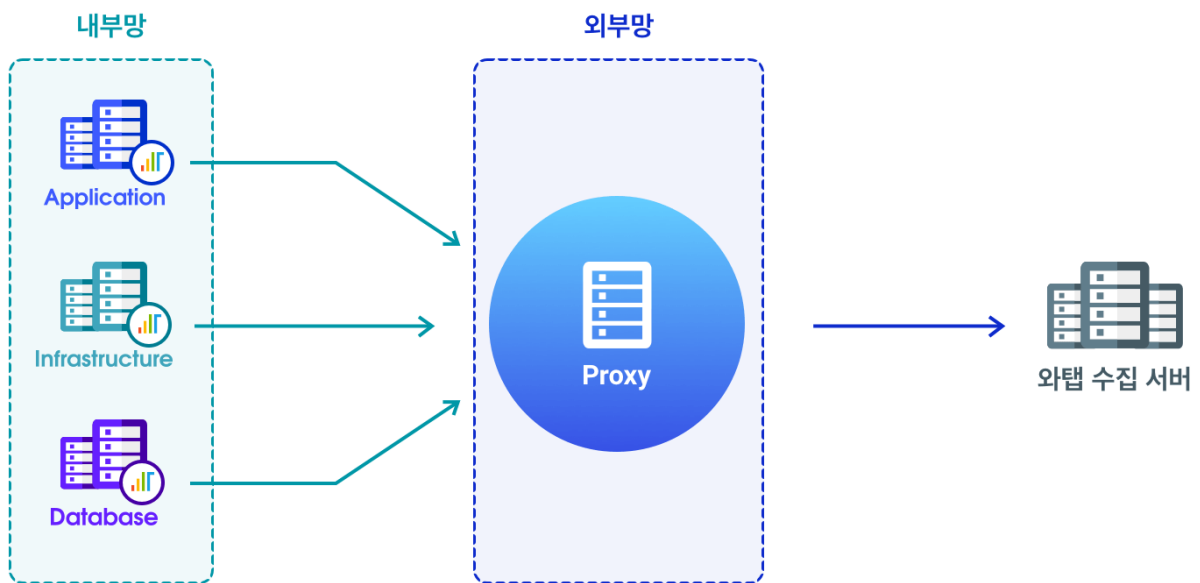 내부망
외부망
Application
Infrastructure
Database
Proxy
와탭 수집 서버